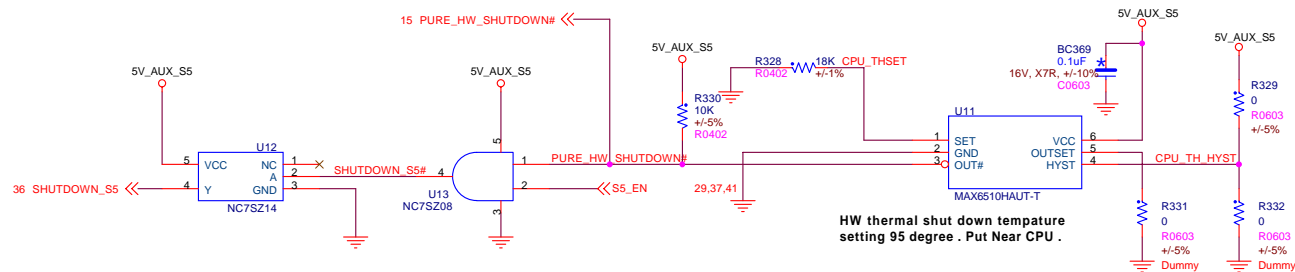 15 PURE_HW_SHUTDOWN#
5V_AUX_S5
5V_AUX_S5
5V_AUX_S5
U12
5 VCC NC 1
4 Y A 2
GND 3
NC7SZ14
36 SHUTDOWN_S5
SHUTDOWN_S5#
5
4
1
2
3
U13
NC7SZ08
PURE_HW_SHUTDOWN#
S5_EN
R330
10K
+/-5%
R0402
R328
R0402
18K
+/-1%
CPU_THSET
29,37,41
5V_AUX_S5
BC369
0.1uF
16V, X7R, +/-10%
C0603
U11
1 SET VCC 6
2 GND OUTSET 5
3 OUT# HYST 4
MAX6510HAUT-T
HW thermal shut down tempature
setting 95 degree . Put Near CPU .
CPU_TH_HYST
5V_AUX_S5
R329
0
R0603
+/-5%
R331
0
R0603
+/-5%
Dummy
R332
0
R0603
+/-5%
Dummy